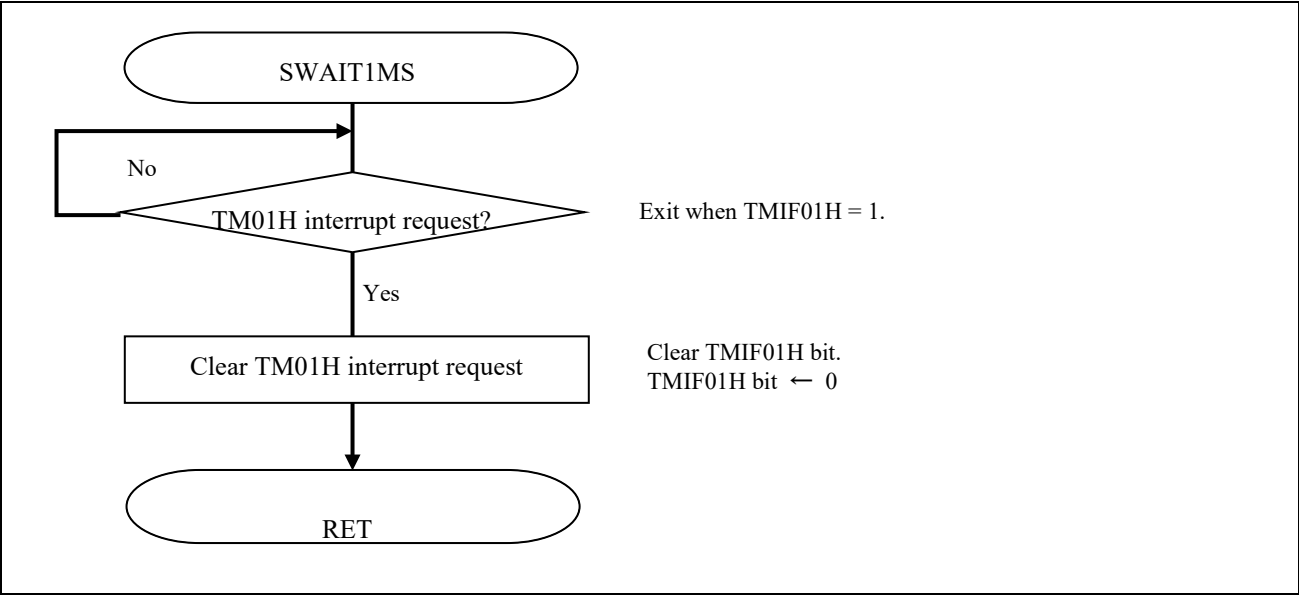 SWAIT1MS
No
TM01H interrupt request?
Exit when TMIF01H = 1.
Yes
Clear TM01H interrupt request
Clear TMIF01H bit.
TMIF01H bit ← 0
RET